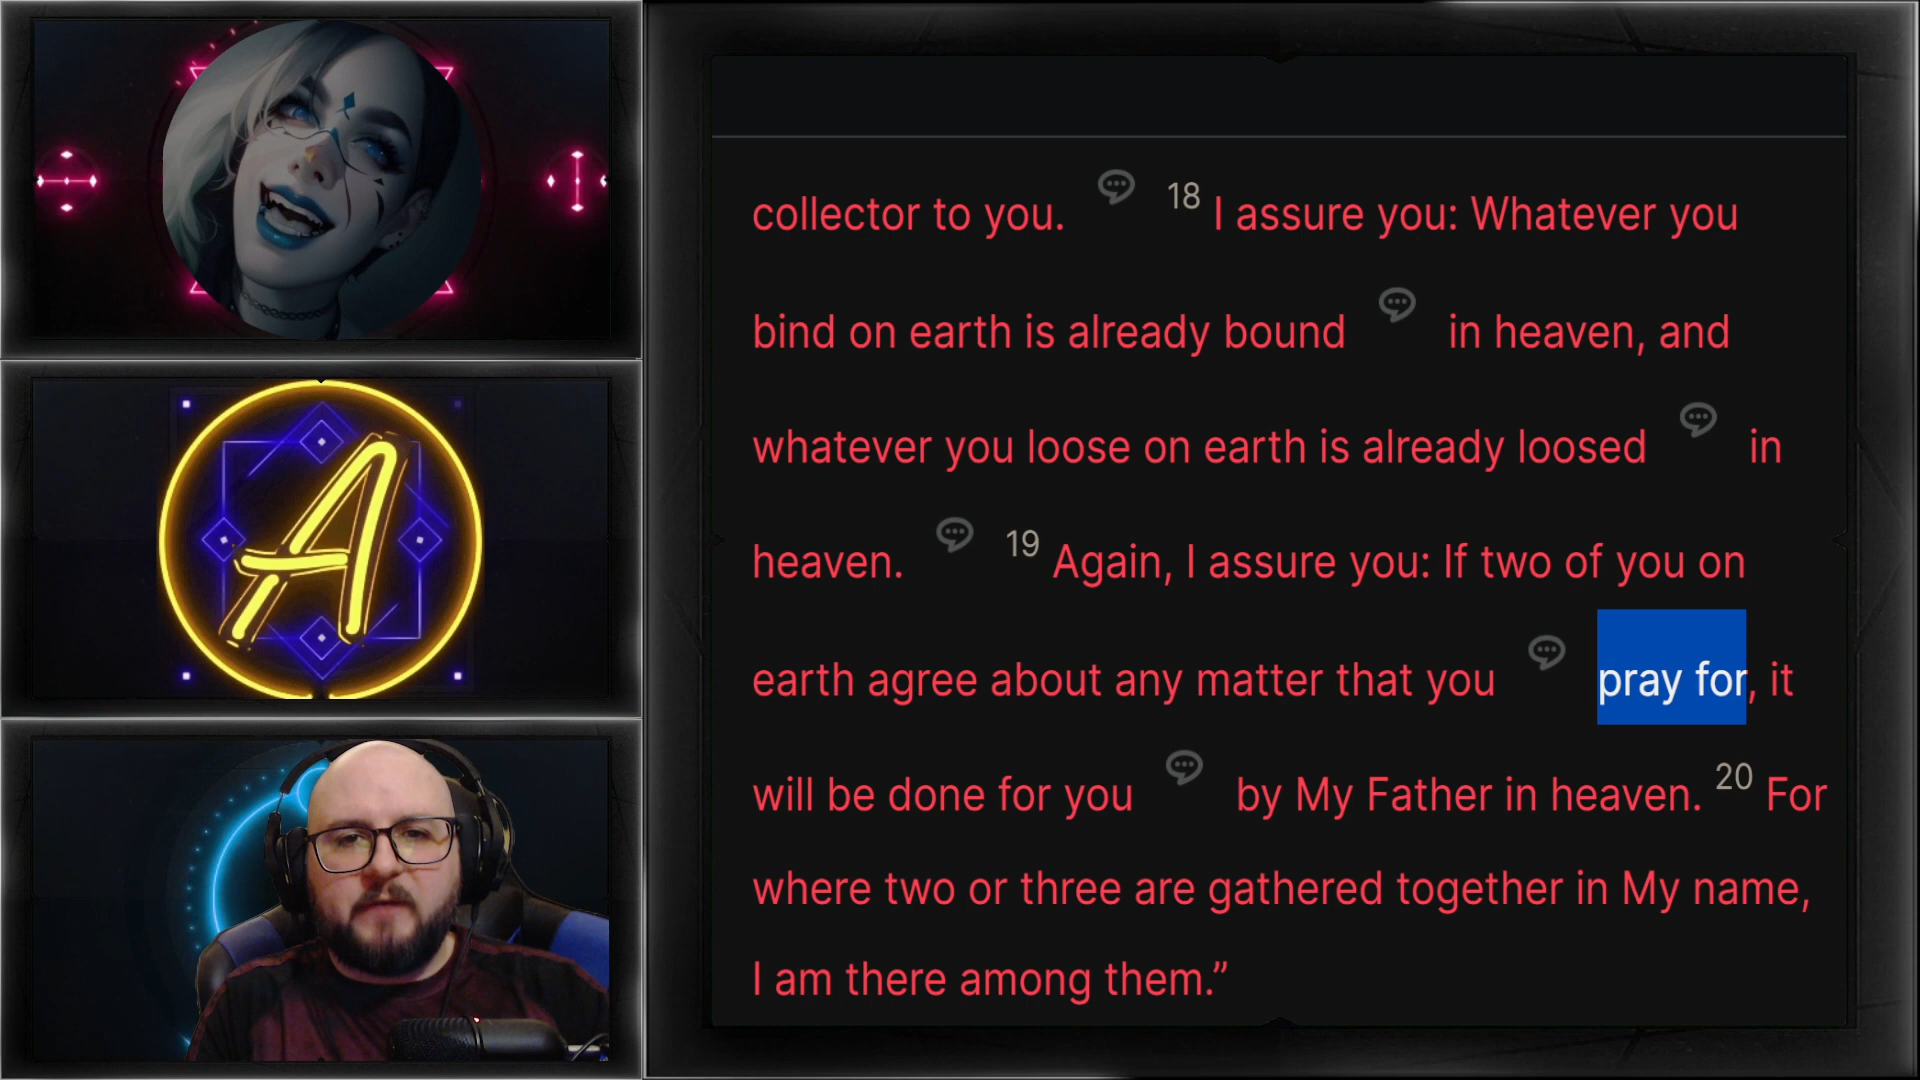 A
collector to you. 18 I assure you: Whatever you
bind on earth is already bound in heaven, and
whatever you loose on earth is already loosed in
heaven. 19 Again, I assure you: If two of you on
earth agree about any matter that you pray for, it
will be done for you by My Father in heaven. 20 For
where two or three are gathered together in My name,
I am there among them.”